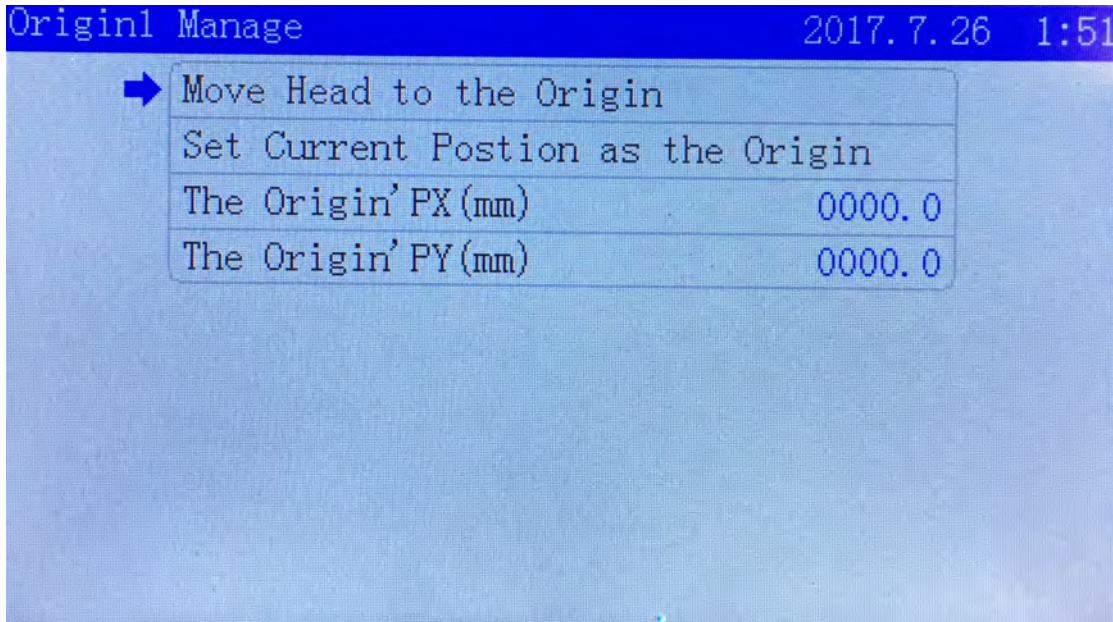 Origin1 Manage 2017.7.26 1:51
Move Head to the Origin
Set Current Postion as the Origin
The Origin'PX(mm) 0000.0
The Origin'PY(mm) 0000.0